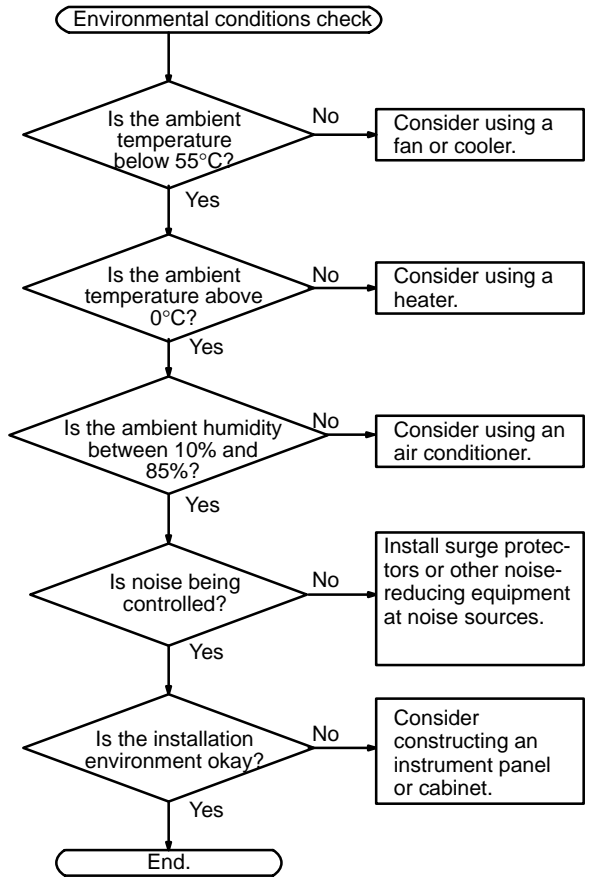 Environmental conditions check
Is the ambient
temperature
below 55°C?
No
Consider using a
fan or cooler.
Yes
Is the ambient
temperature above
0°C?
No
Consider using a
heater.
Yes
Is the ambient humidity
between 10% and
85%?
No
Consider using an
air conditioner.
Yes
Is noise being
controlled?
No
Install surge protec-
tors or other noise-
reducing equipment
at noise sources.
Yes
Is the installation
environment okay?
No
Consider
constructing an
instrument panel
or cabinet.
Yes
End.